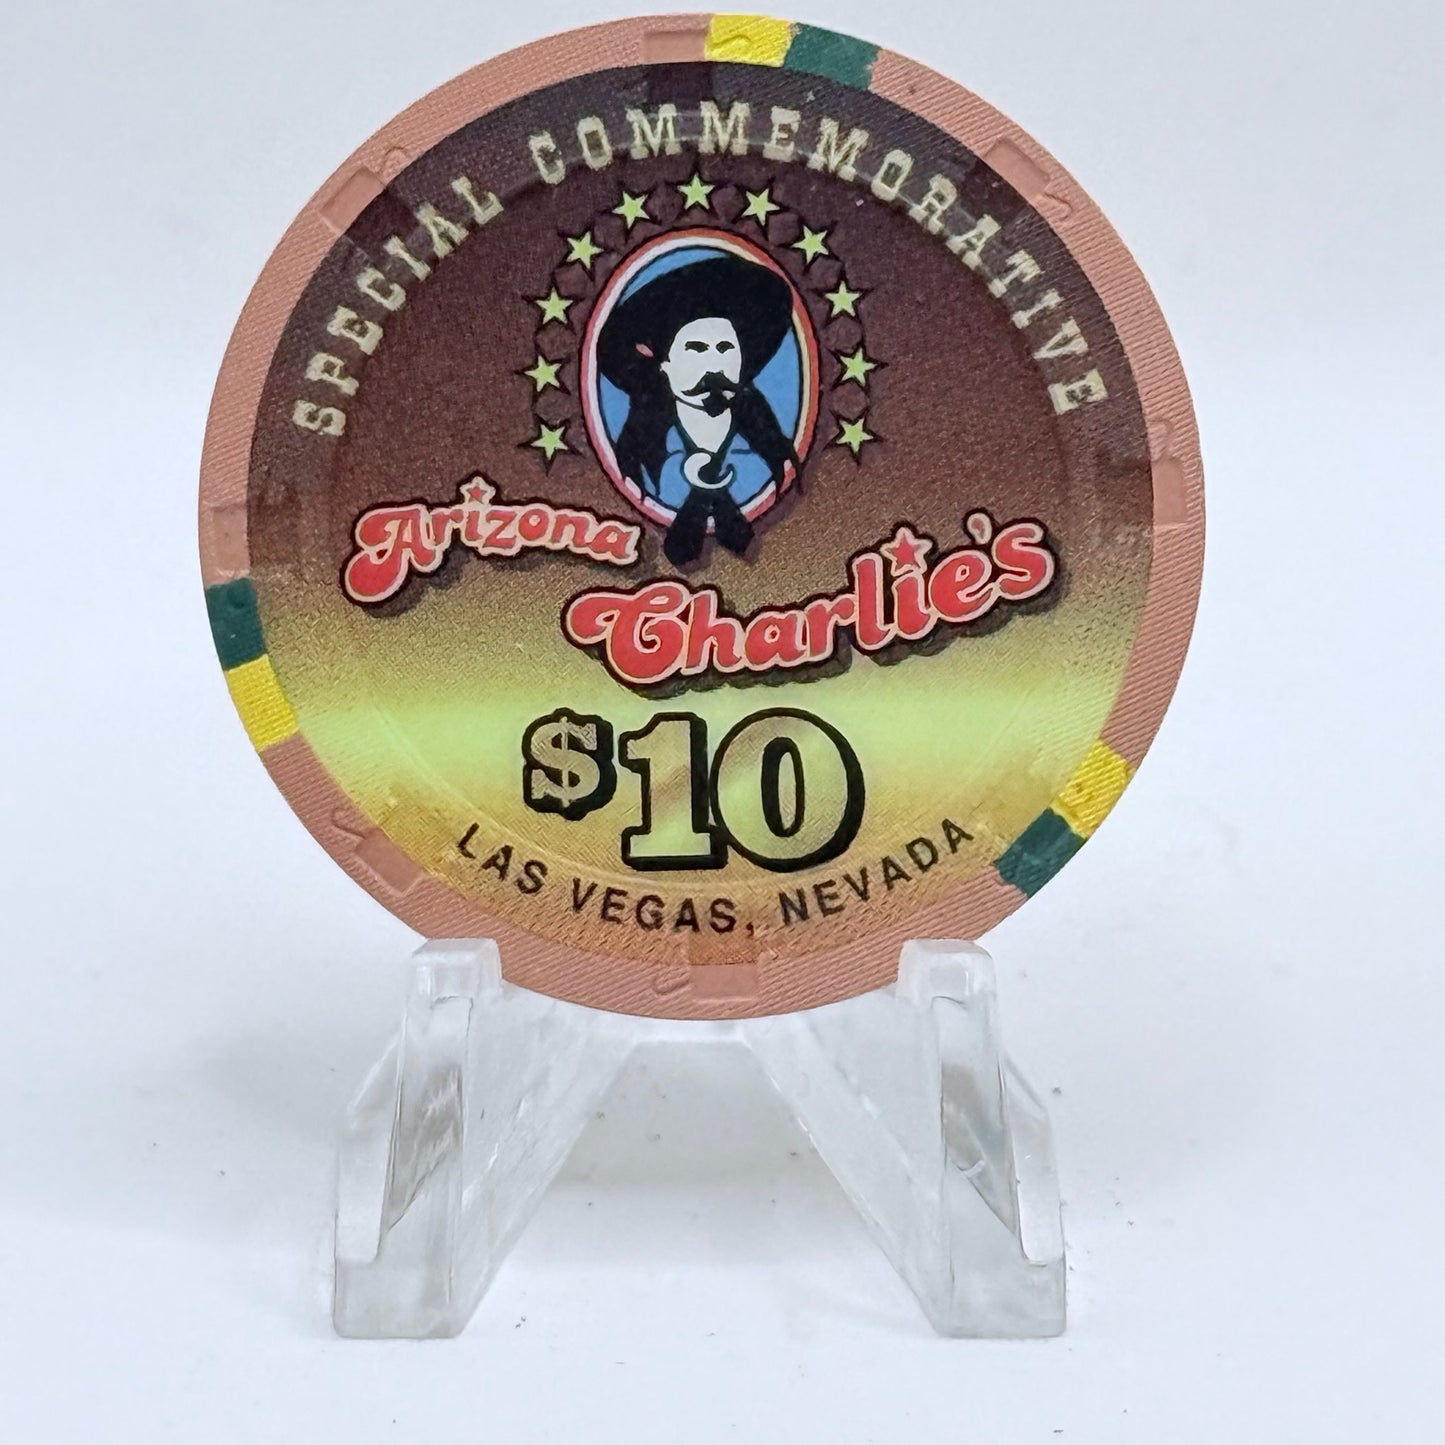 SPECIAL COMMEMORATIVE
Arizona
Charlie's
$10
LAS VEGAS, NEVADA